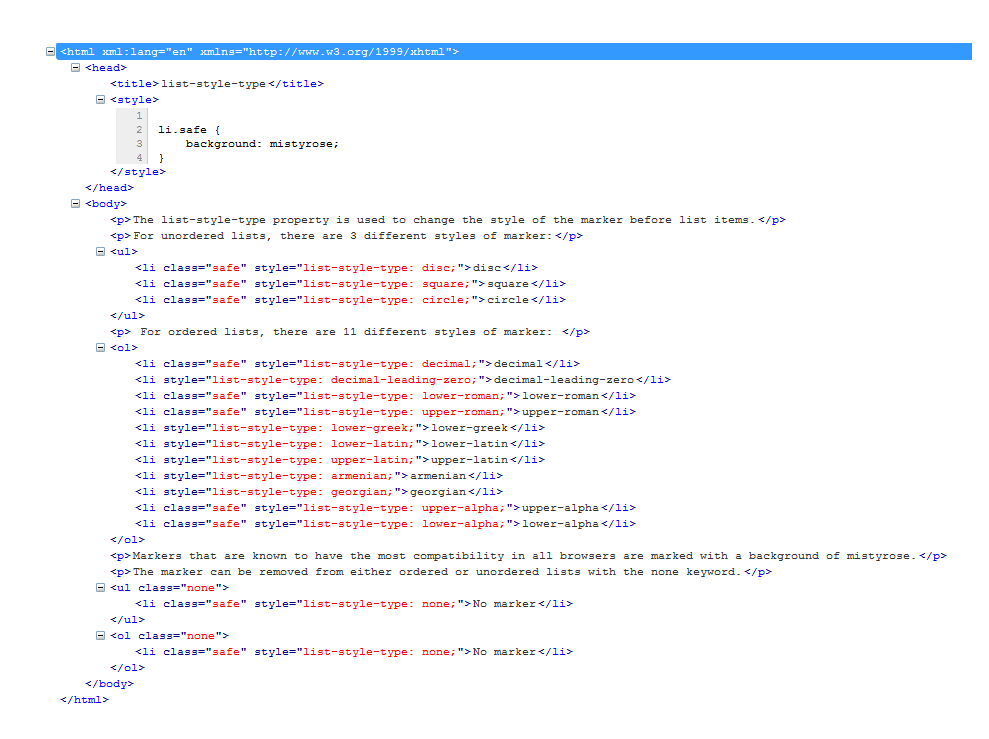 <html xml:lang="en" xmlns="http://www.w3.org/1999/xhtml">
<head>
<title>list-style-type</title>
<style>
1
2 li.safe {
3 background: mistyrose;
4 }
</style>
</head>
<body>
<p>The list-style-type property is used to change the style of the marker before list items.</p>
<p>For unordered lists, there are 3 different styles of marker:</p>
<ul>
<li class="safe" style="list-style-type: disc;">disc</li>
<li class="safe" style="list-style-type: square;">square</li>
<li class="safe" style="list-style-type: circle;">circle</li>
</ul>
<p> For ordered lists, there are 11 different styles of marker: </p>
<ol>
<li class="safe" style="list-style-type: decimal;">decimal</li>
<li style="list-style-type: decimal-leading-zero;">decimal-leading-zero</li>
<li class="safe" style="list-style-type: lower-roman;">lower-roman</li>
<li class="safe" style="list-style-type: upper-roman;">upper-roman</li>
<li style="list-style-type: lower-greek;">lower-greek</li>
<li style="list-style-type: lower-latin;">lower-latin</li>
<li style="list-style-type: upper-latin;">upper-latin</li>
<li style="list-style-type: armenian;">armenian</li>
<li style="list-style-type: georgian;">georgian</li>
<li class="safe" style="list-style-type: upper-alpha;">upper-alpha</li>
<li class="safe" style="list-style-type: lower-alpha;">lower-alpha</li>
</ol>
<p>Markers that are known to have the most compatibility in all browsers are marked with a background of mistyrose.</p>
<p>The marker can be removed from either ordered or unordered lists with the none keyword.</p>
<ul class="none">
<li class="safe" style="list-style-type: none;">No marker</li>
</ul>
<ol class="none">
<li class="safe" style="list-style-type: none;">No marker</li>
</ol>
</body>
</html>